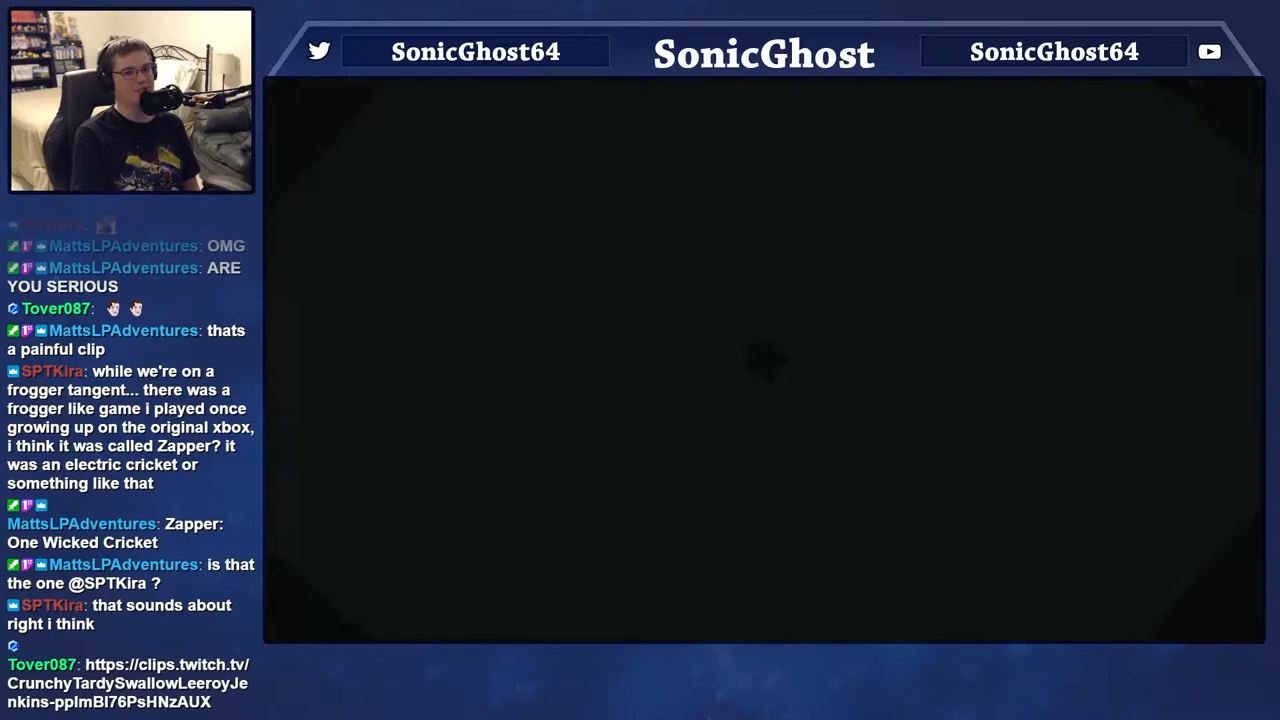 SonicGhost64
SonicGhost
SonicGhost64
MattsLPAdventures: OMG
MattsLPAdventures: ARE
YOU SERIOUS
Tover087:
MattsLPAdventures: thats
a painful clip
SPTKira: while we're on a
frogger tangent... there was a
frogger like game i played once
growing up on the original xbox,
i think it was called Zapper? it
was an electric cricket or
something like that
MattsLPAdventures: Zapper:
One Wicked Cricket
MattsLPAdventures: is that
the one @SPTKira ?
SPTKira: that sounds about
right i think
Tover087: https://clips.twitch.tv/
CrunchyTardySwallowLeeroyJe
nkins-pplmBl76PsHNzAUX